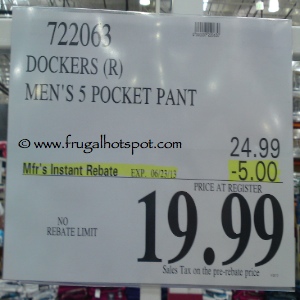 722063
DOCKERS (R)
MEN'S 5 POCKET PANT
www.frugalhotspot.com
24.99
Mfr's Instant Rebate EXP. 06/23/13 -5.00
PRICE AT REGISTER
NO
REBATE LIMIT
19.99
Sales Tax on the pre-rebate price